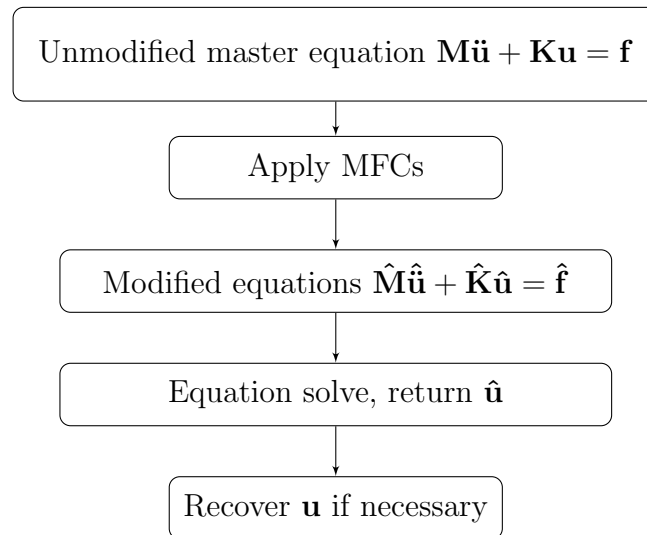 Unmodified master equation Mü + Ku = f
Apply MFCs
Modified equations M̂û̈ + K̂û = f̂
Equation solve, return û
Recover u if necessary